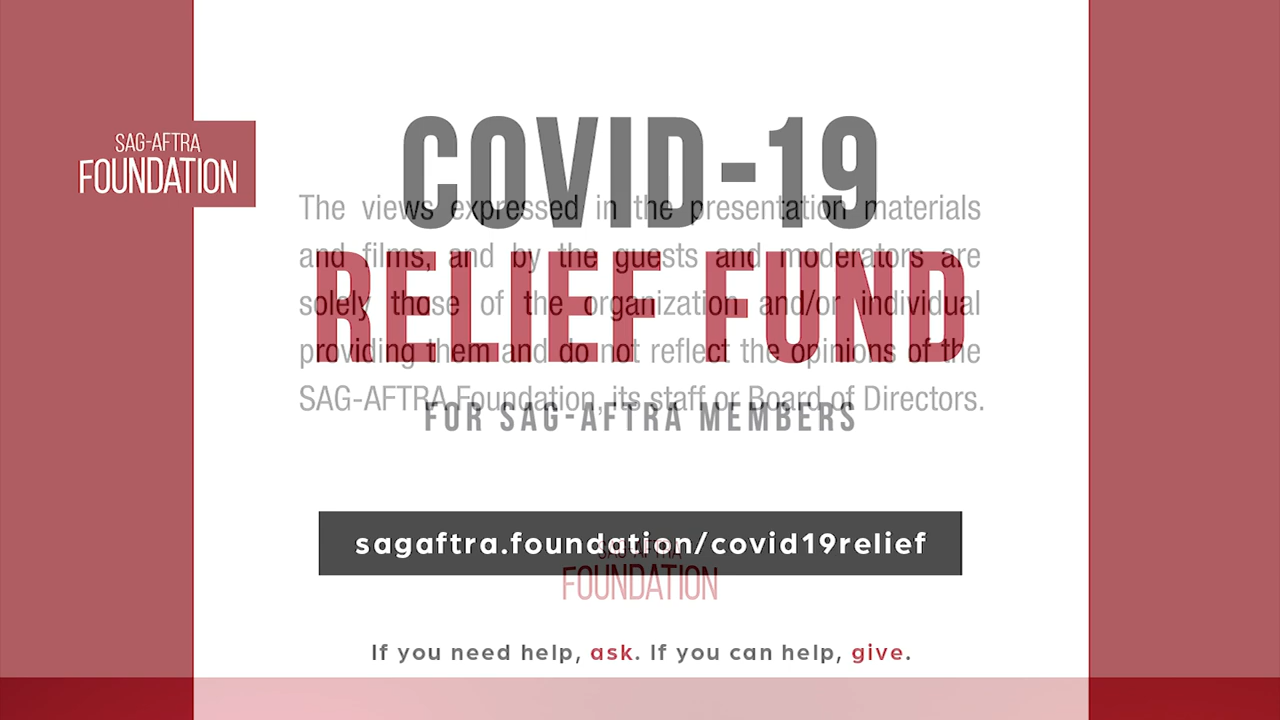 SAG-AFTRA
FOUNDATION
COVID-19
RELIEF FUND
FOR SAG-AFTRA MEMBERS
The views expressed in the presentation materials
and films, and by the guests and moderators are
solely those of the organization and/or individual
providing them and do not reflect the opinions of the
SAG-AFTRA Foundation, its staff or Board of Directors.
sagaftra.foundation/covid19relief
SAG-AFTRA
FOUNDATION
If you need help, ask. If you can help, give.